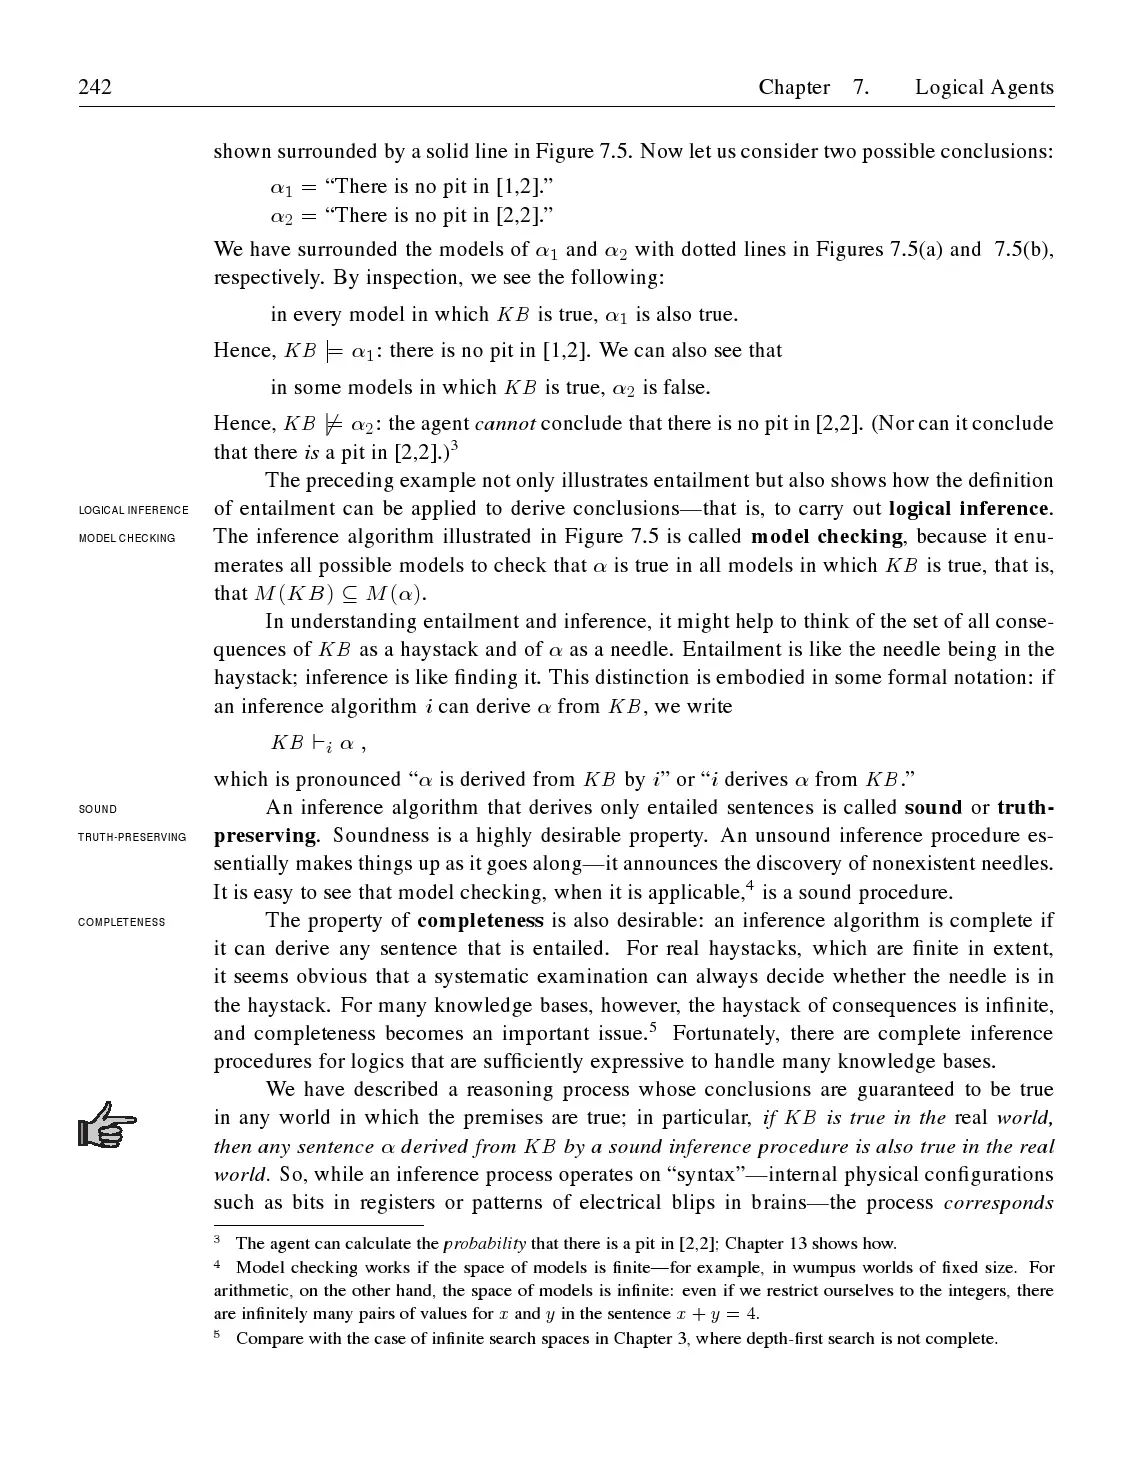 242 Chapter 7. Logical Agents
shown surrounded by a solid line in Figure 7.5. Now let us consider two possible conclusions:
α1 = “There is no pit in [1,2].”
α2 = “There is no pit in [2,2].”
We have surrounded the models of α1 and α2 with dotted lines in Figures 7.5(a) and 7.5(b),
respectively. By inspection, we see the following:
in every model in which KB is true, α1 is also true.
Hence, KB ⊨ α1: there is no pit in [1,2]. We can also see that
in some models in which KB is true, α2 is false.
Hence, KB ⊭ α2: the agent cannot conclude that there is no pit in [2,2]. (Nor can it conclude
that there is a pit in [2,2].)3
The preceding example not only illustrates entailment but also shows how the definition
LOGICAL INFERENCE of entailment can be applied to derive conclusions—that is, to carry out logical inference.
MODEL CHECKING The inference algorithm illustrated in Figure 7.5 is called model checking, because it enu-
merates all possible models to check that α is true in all models in which KB is true, that is,
that M(KB) ⊆ M(α).
In understanding entailment and inference, it might help to think of the set of all conse-
quences of KB as a haystack and of α as a needle. Entailment is like the needle being in the
haystack; inference is like finding it. This distinction is embodied in some formal notation: if
an inference algorithm i can derive α from KB, we write
KB ⊢i α ,
which is pronounced “α is derived from KB by i” or “i derives α from KB.”
SOUND An inference algorithm that derives only entailed sentences is called sound or truth-
TRUTH-PRESERVING preserving. Soundness is a highly desirable property. An unsound inference procedure es-
sentially makes things up as it goes along—it announces the discovery of nonexistent needles.
It is easy to see that model checking, when it is applicable,4 is a sound procedure.
COMPLETENESS The property of completeness is also desirable: an inference algorithm is complete if
it can derive any sentence that is entailed. For real haystacks, which are finite in extent,
it seems obvious that a systematic examination can always decide whether the needle is in
the haystack. For many knowledge bases, however, the haystack of consequences is infinite,
and completeness becomes an important issue.5 Fortunately, there are complete inference
procedures for logics that are sufficiently expressive to handle many knowledge bases.
We have described a reasoning process whose conclusions are guaranteed to be true
in any world in which the premises are true; in particular, if KB is true in the real world,
then any sentence α derived from KB by a sound inference procedure is also true in the real
world. So, while an inference process operates on “syntax”—internal physical configurations
such as bits in registers or patterns of electrical blips in brains—the process corresponds
3 The agent can calculate the probability that there is a pit in [2,2]; Chapter 13 shows how.
4 Model checking works if the space of models is finite—for example, in wumpus worlds of fixed size. For
arithmetic, on the other hand, the space of models is infinite: even if we restrict ourselves to the integers, there
are infinitely many pairs of values for x and y in the sentence x + y = 4.
5 Compare with the case of infinite search spaces in Chapter 3, where depth-first search is not complete.